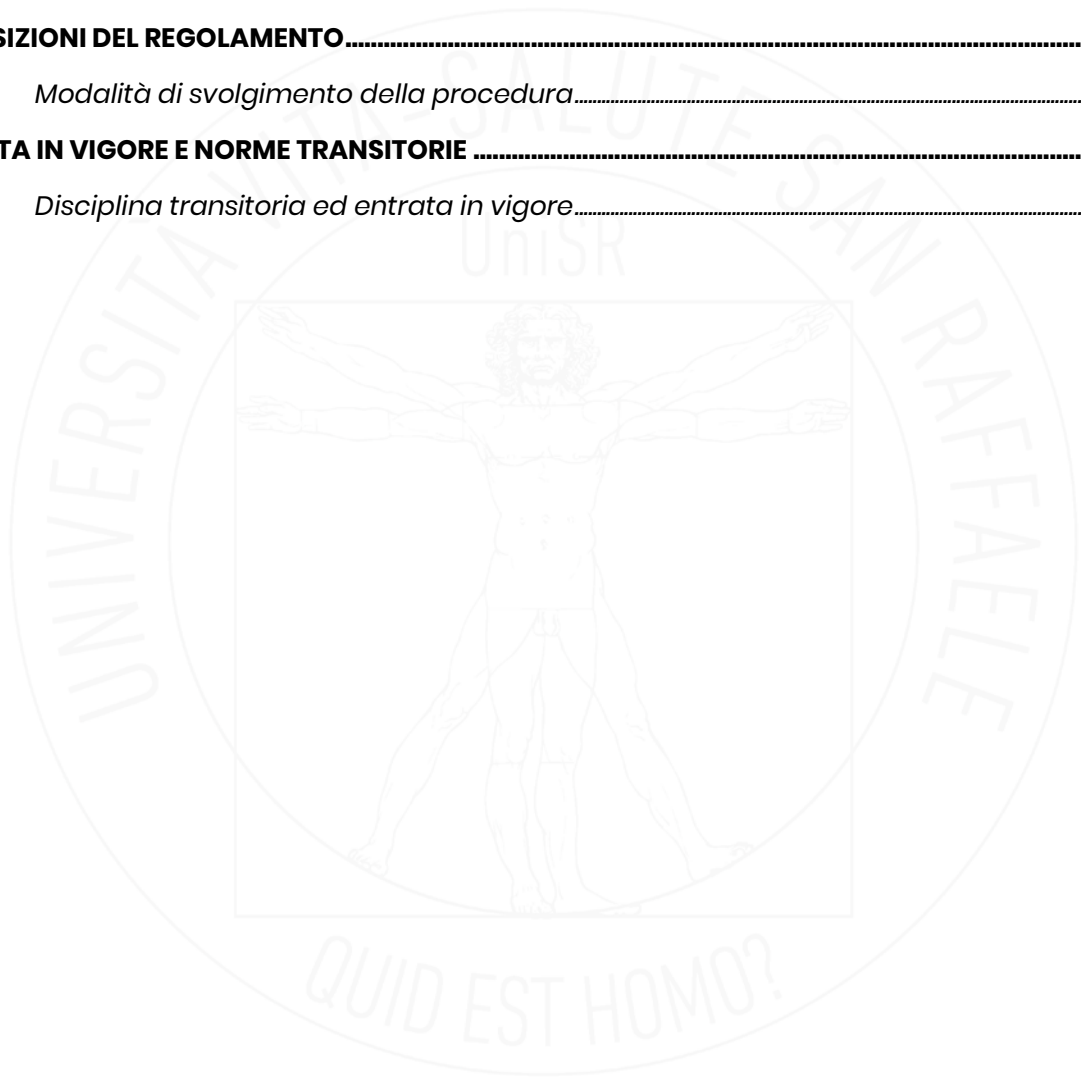 SIZIONI DEL REGOLAMENTO
Modalità di svolgimento della procedura
TA IN VIGORE E NORME TRANSITORIE
Disciplina transitoria ed entrata in vigore
UNIVERSITÀ VITA-SALUTE SAN RAFFAELE
UniSR
QUID EST HOMO?